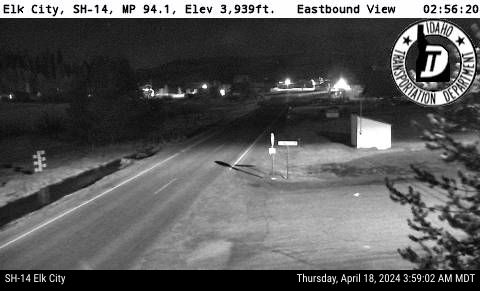 Elk City, SH-14, MP 94.1, Elev 3,939ft. Eastbound View 02:56:20
IDAHO
TRANSPORTATION DEPARTMENT
SH-14 Elk City Thursday, April 18, 2024 3:59:02 AM MDT